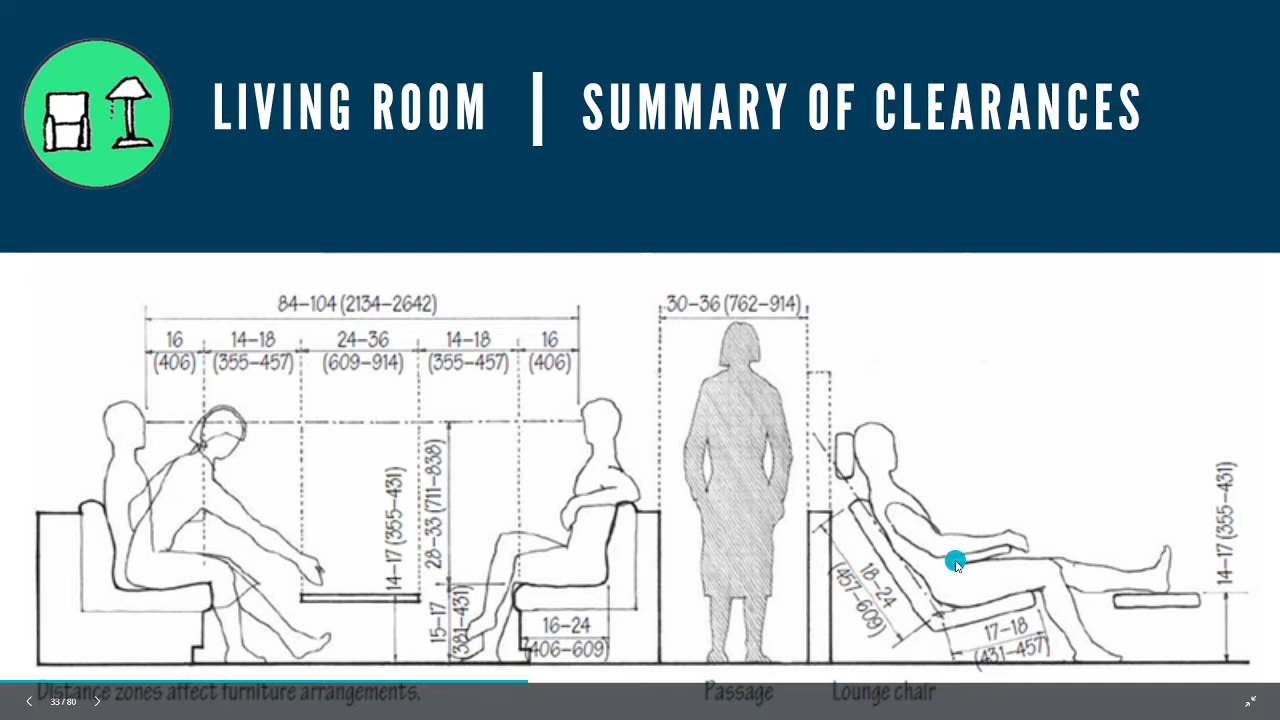 LIVING ROOM | SUMMARY OF CLEARANCES
84–104 (2134–2642)
30–36 (762–914)
16 14–18 24–36 14–18 16
(406) (355–457) (609–914) (355–457) (406)
14–17 (355–431)
28–33 (711–838)
15–17
(381–431)
16–24
(406–609)
18–24
(457–609)
17–18
(431–457)
14–17 (355–431)
Distance zones affect furniture arrangements. Passage Lounge chair
33 / 80